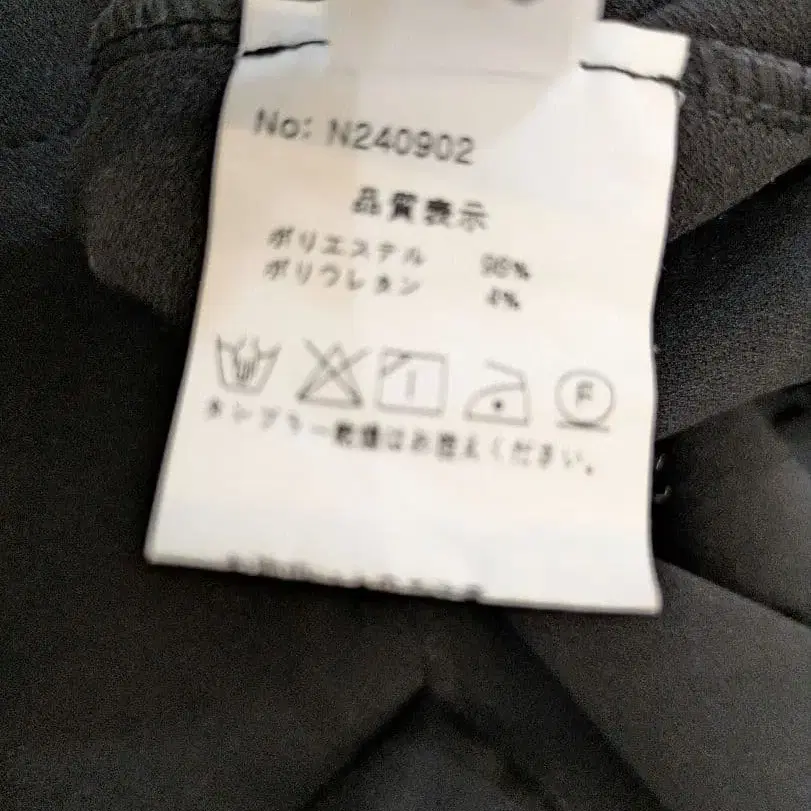 No: N240902
品質表示
ポリエステル 96%
ポリウレタン 4%
F
タンブラー乾燥はお控えください。